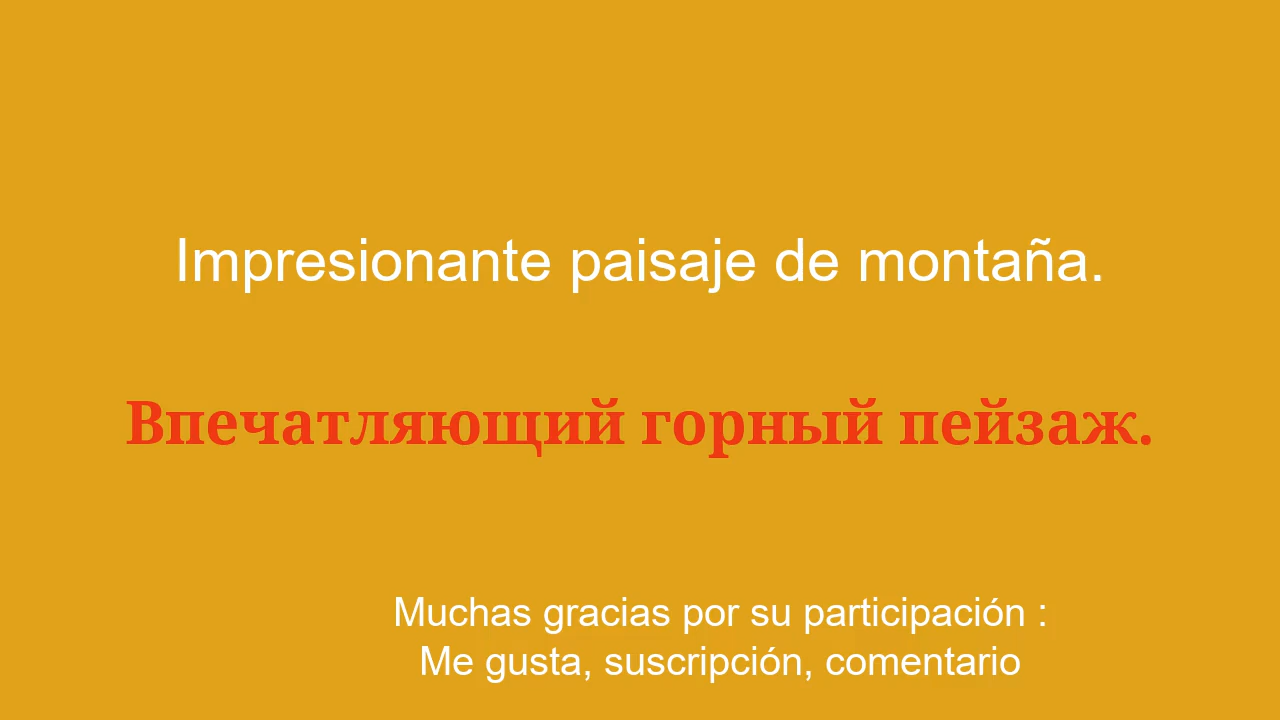 Impresionante paisaje de montaña.
Впечатляющий горный пейзаж.
Muchas gracias por su participación :
Me gusta, suscripción, comentario